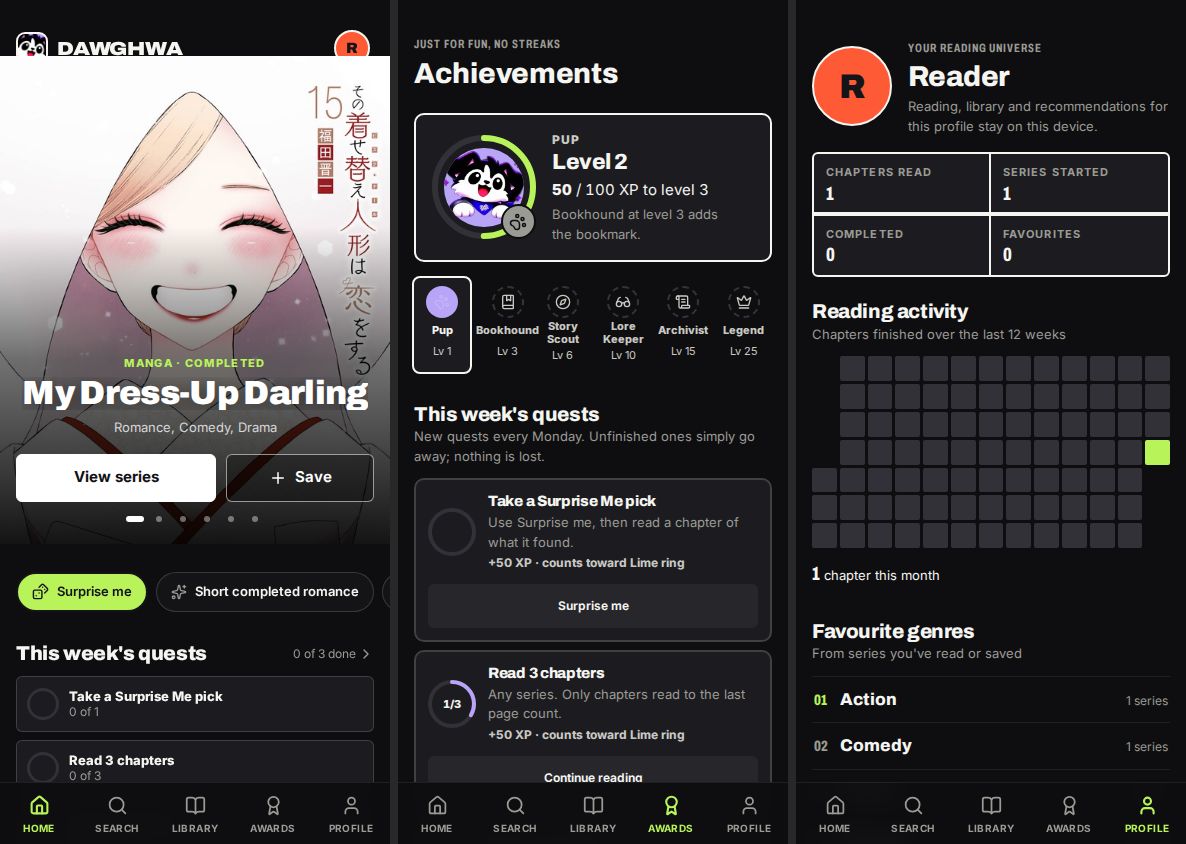 DAWGHWA
R
15
その着せ替え人形は恋をする
福田晋一
MANGA · COMPLETED
My Dress-Up Darling
Romance, Comedy, Drama
View series
+ Save
Surprise me
Short completed romance
This week's quests
0 of 3 done
Take a Surprise Me pick
0 of 1
Read 3 chapters
0 of 3
HOME
SEARCH
LIBRARY
AWARDS
PROFILE
JUST FOR FUN, NO STREAKS
Achievements
PUP
Level 2
50 / 100 XP to level 3
Bookhound at level 3 adds
the bookmark.
Pup
Lv 1
Bookhound
Lv 3
Story
Scout
Lv 6
Lore
Keeper
Lv 10
Archivist
Lv 15
Legend
Lv 25
This week's quests
New quests every Monday. Unfinished ones simply go
away; nothing is lost.
Take a Surprise Me pick
Use Surprise me, then read a chapter of
what it found.
+50 XP · counts toward Lime ring
Surprise me
1/3
Read 3 chapters
Any series. Only chapters read to the last
page count.
+50 XP · counts toward Lime ring
Continue reading
HOME
SEARCH
LIBRARY
AWARDS
PROFILE
R
YOUR READING UNIVERSE
Reader
Reading, library and recommendations for
this profile stay on this device.
CHAPTERS READ
1
SERIES STARTED
1
COMPLETED
0
FAVOURITES
0
Reading activity
Chapters finished over the last 12 weeks
1 chapter this month
Favourite genres
From series you've read or saved
01 Action
1 series
02 Comedy
1 series
HOME
SEARCH
LIBRARY
AWARDS
PROFILE